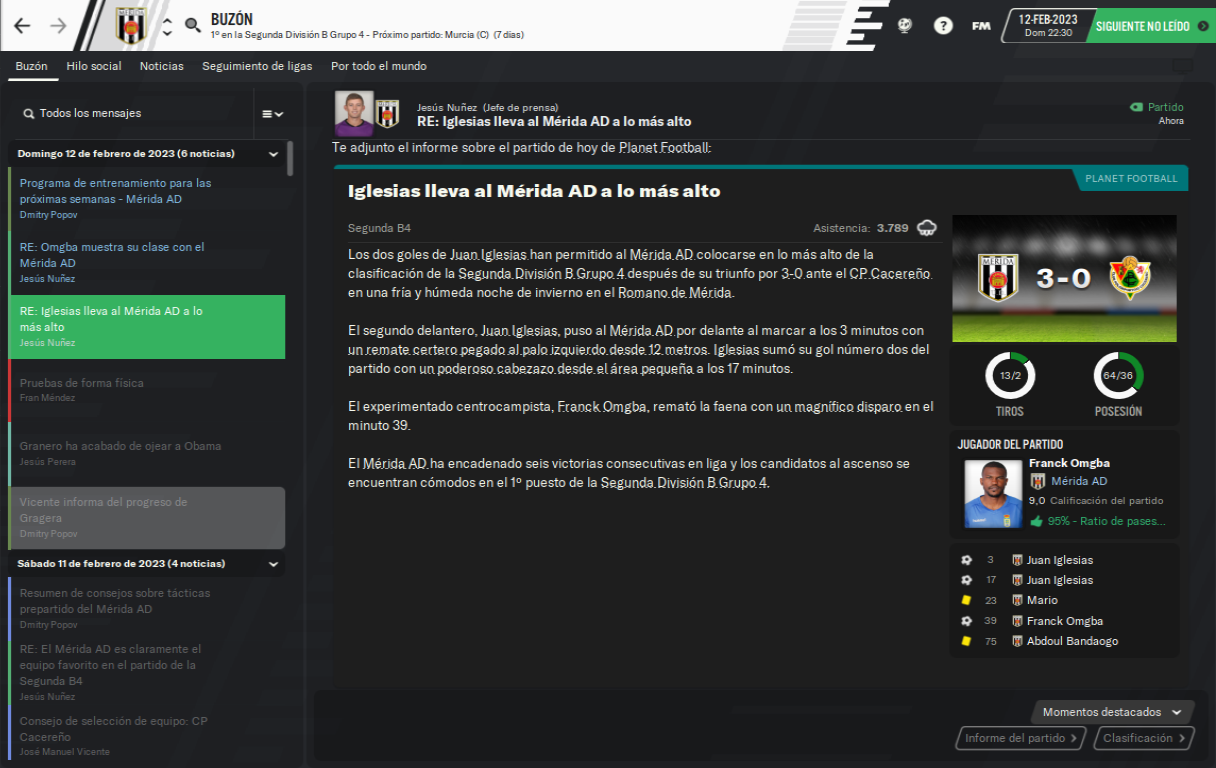 BUZÓN
1º en la Segunda División B Grupo 4 - Próximo partido: Murcia (C) (7 días)
FM
12-FEB-2023
Dom 22:30
SIGUIENTE NO LEÍDO
Buzón Hilo social Noticias Seguimiento de ligas Por todo el mundo
Todos los mensajes
Domingo 12 de febrero de 2023 (6 noticias)
Programa de entrenamiento para las
próximas semanas - Mérida AD
Dmitry Popov
RE: Omgba muestra su clase con el
Mérida AD
Jesús Nuñez
RE: Iglesias lleva al Mérida AD a lo
más alto
Jesús Nuñez
Pruebas de forma física
Fran Méndez
Granero ha acabado de ojear a Obama
Jesús Perera
Vicente informa del progreso de
Gragera
Dmitry Popov
Sábado 11 de febrero de 2023 (4 noticias)
Resumen de consejos sobre tácticas
prepartido del Mérida AD
Dmitry Popov
RE: El Mérida AD es claramente el
equipo favorito en el partido de la
Segunda B4
Jesús Nuñez
Consejo de selección de equipo: CP
Cacereño
José Manuel Vicente
Jesús Nuñez (Jefe de prensa)
RE: Iglesias lleva al Mérida AD a lo más alto
Partido
Ahora
Te adjunto el informe sobre el partido de hoy de Planet Football:
PLANET FOOTBALL
Iglesias lleva al Mérida AD a lo más alto
Segunda B4 Asistencia: 3.789
Los dos goles de Juan Iglesias han permitido al Mérida AD colocarse en lo más alto de la
clasificación de la Segunda División B Grupo 4 después de su triunfo por 3-0 ante el CP Cacereño
en una fría y húmeda noche de invierno en el Romano de Mérida.
El segundo delantero, Juan Iglesias, puso al Mérida AD por delante al marcar a los 3 minutos con
un remate certero pegado al palo izquierdo desde 12 metros. Iglesias sumó su gol número dos del
partido con un poderoso cabezazo desde el área pequeña a los 17 minutos.
El experimentado centrocampista, Franck Omgba, remató la faena con un magnífico disparo en el
minuto 39.
El Mérida AD ha encadenado seis victorias consecutivas en liga y los candidatos al ascenso se
encuentran cómodos en el 1º puesto de la Segunda División B Grupo 4.
MÉRIDA
3-0
13/2
64/36
TIROS
POSESIÓN
JUGADOR DEL PARTIDO
Franck Omgba
Mérida AD
9,0 Calificación del partido
95% - Ratio de pases...
3 Juan Iglesias
17 Juan Iglesias
23 Mario
39 Franck Omgba
75 Abdoul Bandaogo
Momentos destacados
Informe del partido
Clasificación